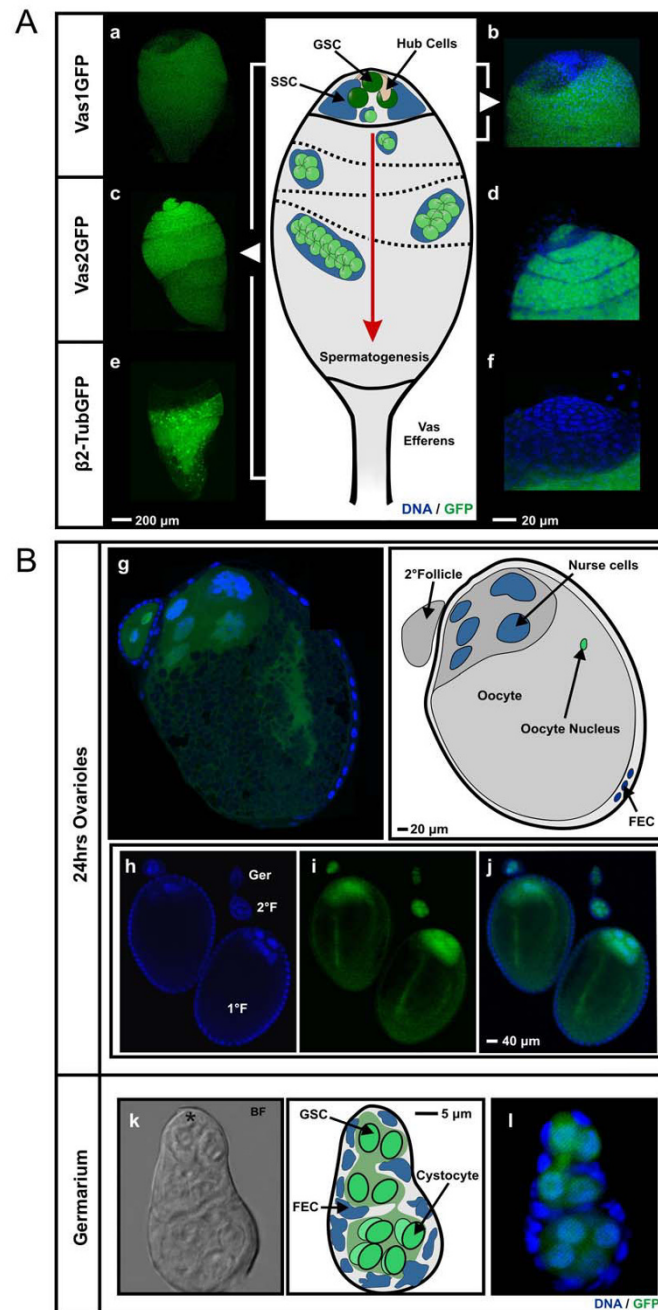 A
Vas1GFP
a
GSC
Hub Cells
SSC
b
Vas2GFP
c
d
β2-TubGFP
e
Spermatogenesis
Vas
Efferens
f
200 µm
DNA / GFP
20 µm
B
24hrs Ovarioles
g
2°Follicle
Nurse cells
Oocyte
Oocyte Nucleus
20 µm
FEC
h
Ger
2°F
1°F
i
j
40 µm
Germarium
k
*
BF
GSC
5 µm
FEC
Cystocyte
l
DNA / GFP